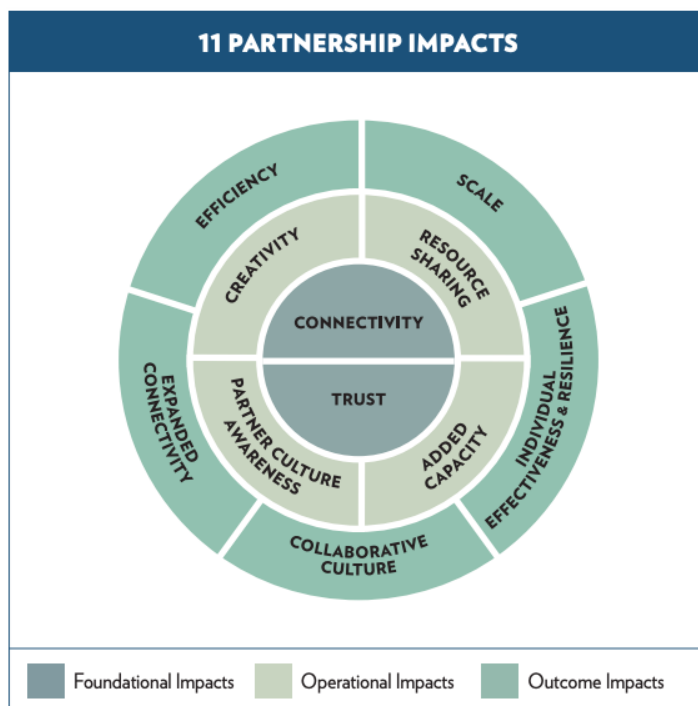 11 PARTNERSHIP IMPACTS
EFFICIENCY
SCALE
CREATIVITY
RESOURCE
SHARING
CONNECTIVITY
TRUST
EXPANDED
CONNECTIVITY
PARTNER CULTURE
AWARENESS
ADDED
CAPACITY
INDIVIDUAL
EFFECTIVENESS & RESILIENCE
COLLABORATIVE
CULTURE
Foundational Impacts
Operational Impacts
Outcome Impacts